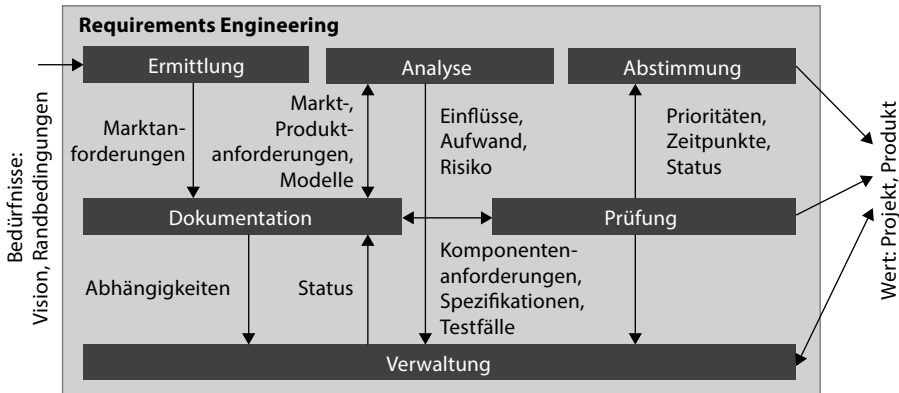 Requirements Engineering
Ermittlung
Analyse
Abstimmung
Bedürfnisse:
Vision, Randbedingungen
Marktan-
forderungen
Markt-,
Produkt-
anforderungen,
Modelle
Einflüsse,
Aufwand,
Risiko
Prioritäten,
Zeitpunkte,
Status
Wert: Projekt, Produkt
Dokumentation
Prüfung
Abhängigkeiten
Status
Komponenten-
anforderungen,
Spezifikationen,
Testfälle
Verwaltung